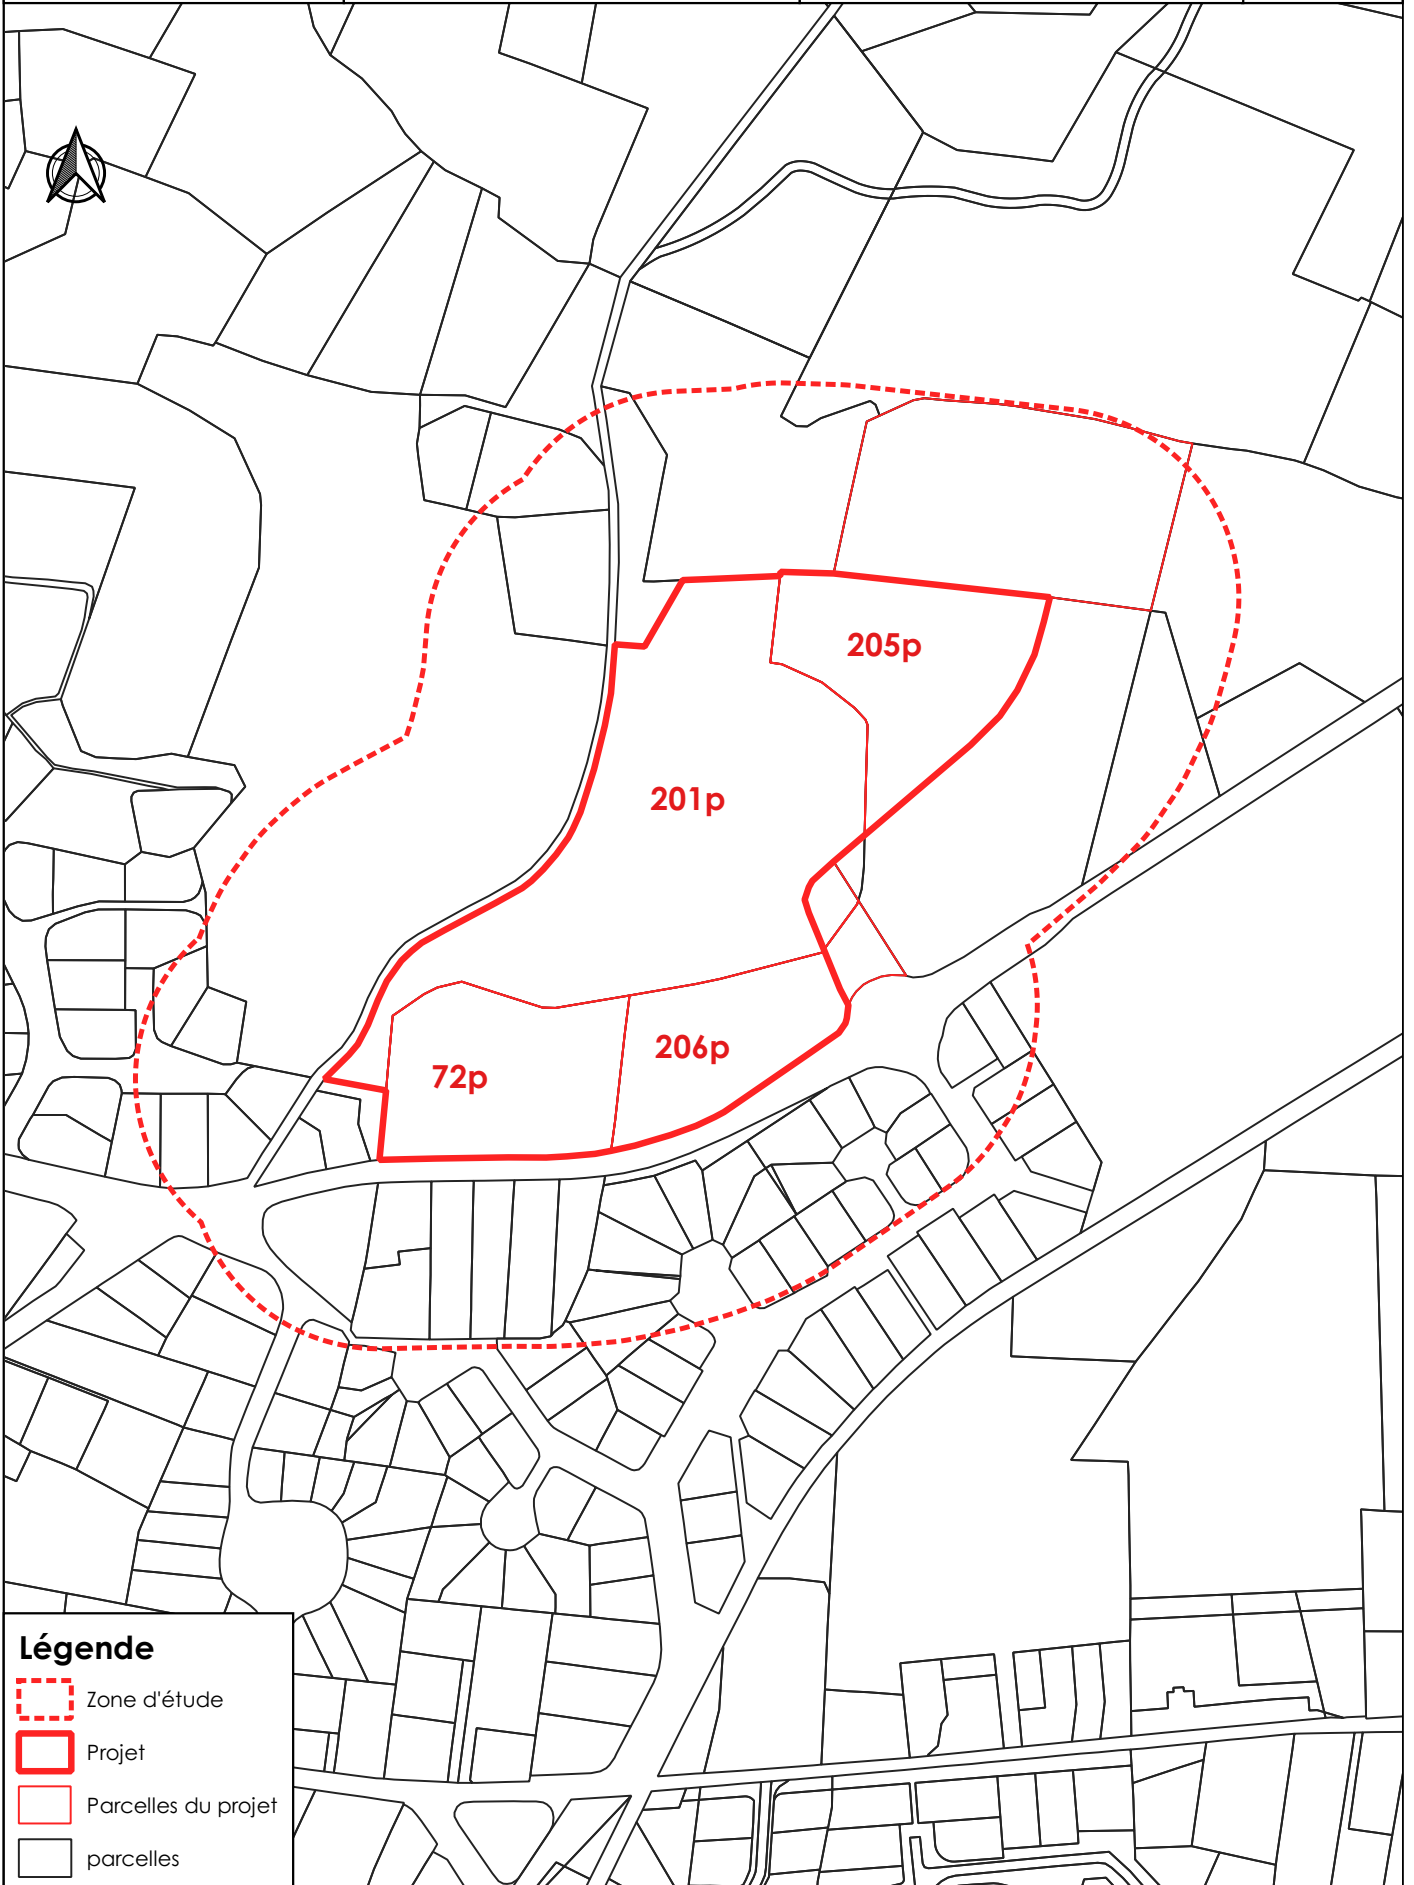 205p
201p
206p
72p
Légende
Zone d'étude
Projet
Parcelles du projet
parcelles